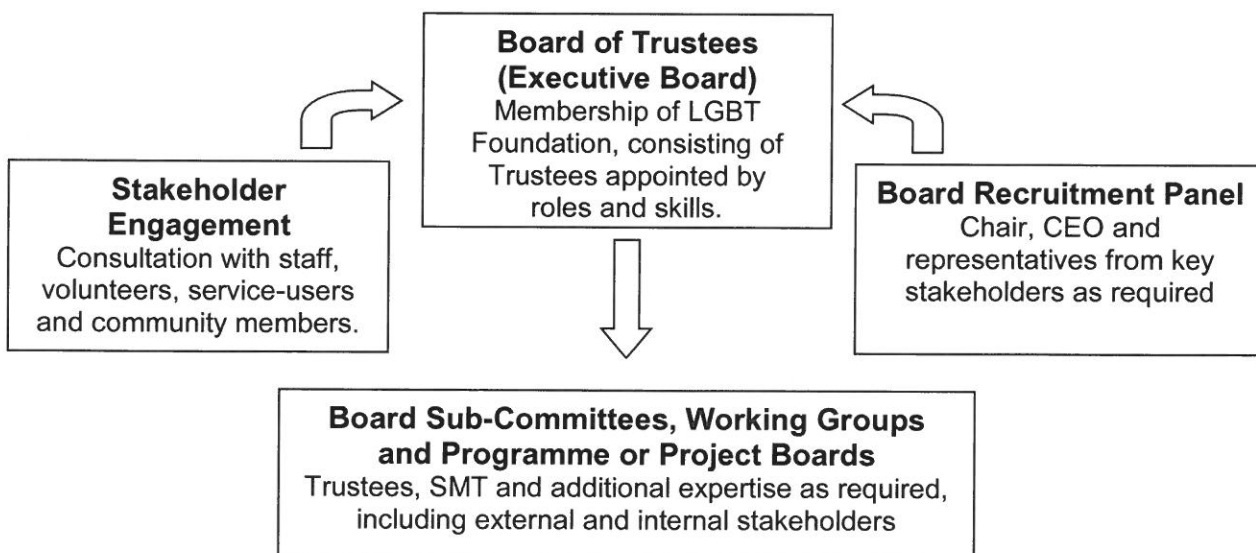 Board of Trustees
(Executive Board)
Membership of LGBT
Foundation, consisting of
Trustees appointed by
roles and skills.
Stakeholder
Engagement
Consultation with staff,
volunteers, service-users
and community members.
Board Recruitment Panel
Chair, CEO and
representatives from key
stakeholders as required
Board Sub-Committees, Working Groups
and Programme or Project Boards
Trustees, SMT and additional expertise as required,
including external and internal stakeholders